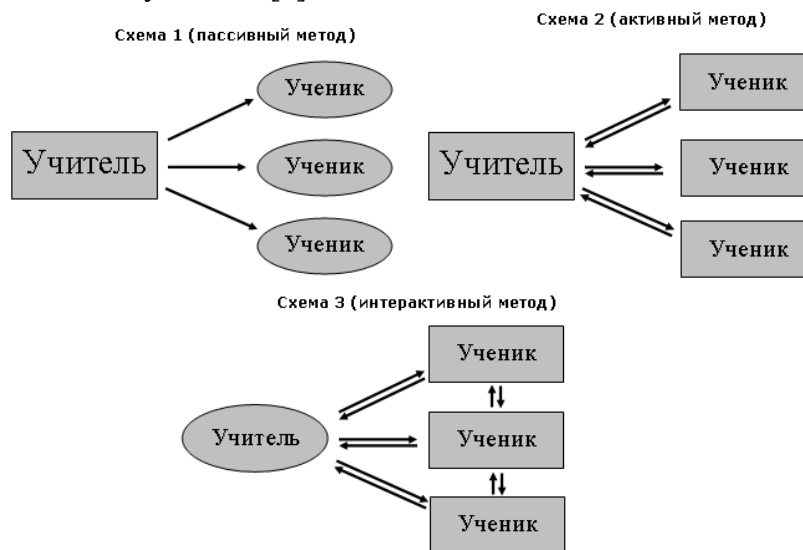 Схема 1 (пассивный метод)
Ученик
Учитель
Ученик
Ученик
Схема 2 (активный метод)
Ученик
Учитель
Ученик
Ученик
Схема 3 (интерактивный метод)
Ученик
Учитель
Ученик
Ученик